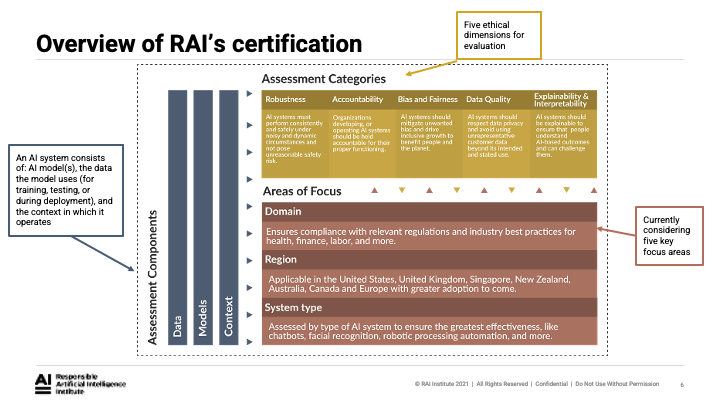 Overview of RAI's certification
Five ethical
dimensions for
evaluation
Assessment Categories
Robustness
AI systems must
perform consistently
and safely under
noisy and dynamic
circumstances and
not pose
unreasonable safety
risk.
Accountability
Organizations
developing, or
operating AI systems
should be held
accountable for their
proper functioning.
Bias and Fairness
AI systems should
mitigate unwanted
bias and drive
inclusive growth to
benefit people and
the planet.
Data Quality
AI systems should
respect data privacy
and avoid using
unrepresentative
customer data
beyond its intended
and stated use.
Explainability &
Interpretability
AI systems should
be explainable to
ensure that people
understand
AI-based outcomes
and can challenge
them.
An AI system consists
of: AI model(s), the data
the model uses (for
training, testing, or
during deployment), and
the context in which it
operates
Assessment Components
Data
Models
Context
Areas of Focus
Domain
Ensures compliance with relevant regulations and industry best practices for
health, finance, labor, and more.
Region
Applicable in the United States, United Kingdom, Singapore, New Zealand,
Australia, Canada and Europe with greater adoption to come.
System type
Assessed by type of AI system to ensure the greatest effectiveness, like
chatbots, facial recognition, robotic processing automation, and more.
Currently
considering
five key
focus areas
AI
Responsible
Artificial Intelligence
Institute
© RAI Institute 2021 | All Rights Reserved | Confidential | Do Not Use Without Permission
6